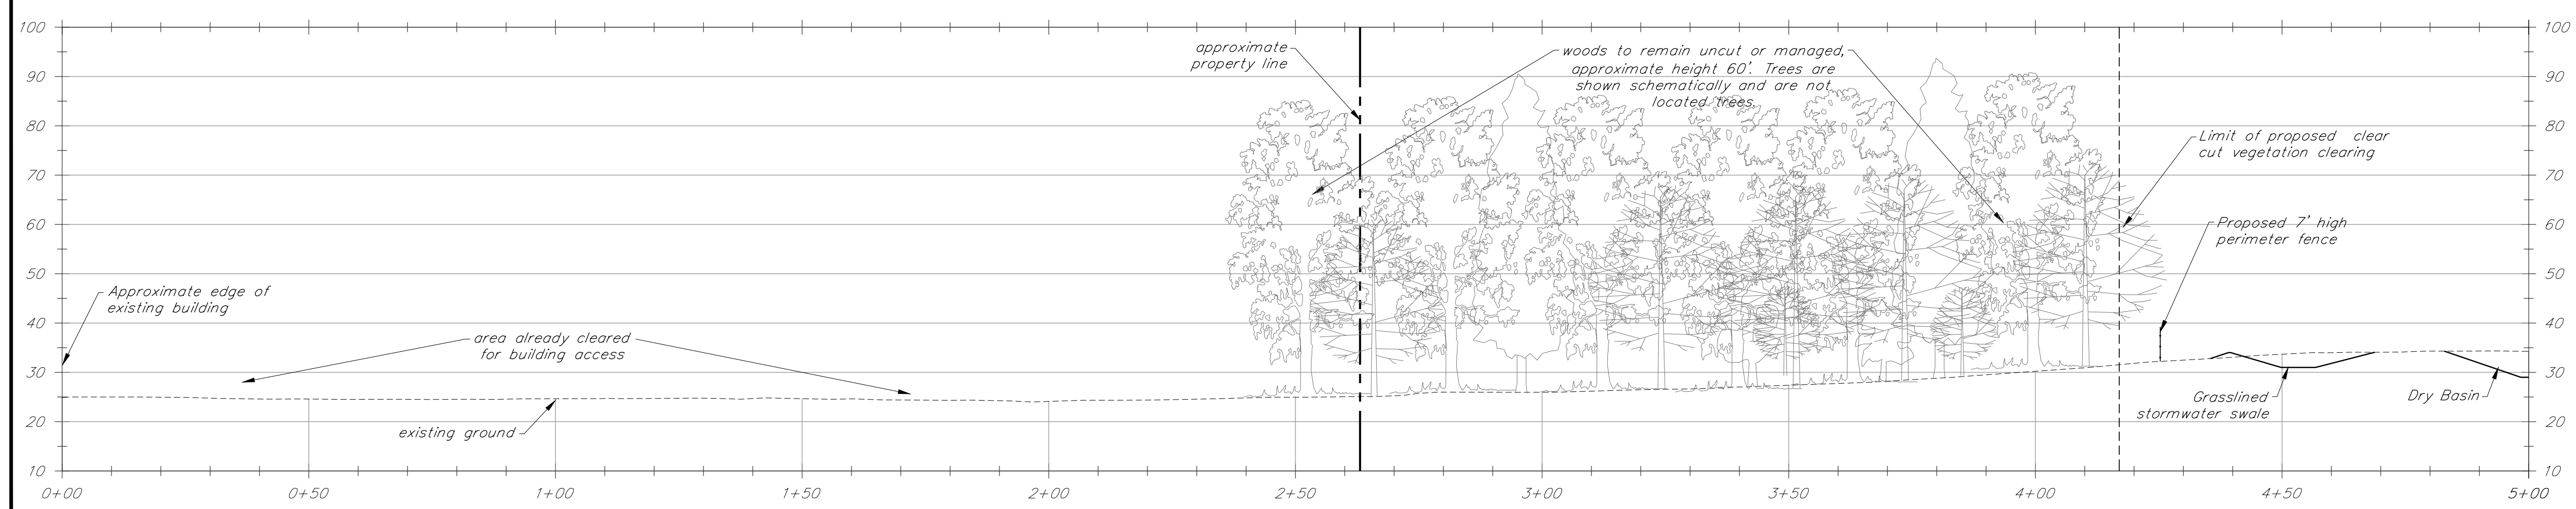 100
90
80
70
60
50
40
30
20
10
approximate
property line
woods to remain uncut or managed,
approximate height 60'. Trees are
shown schematically and are not
located trees.
Limit of proposed clear
cut vegetation clearing
Proposed 7' high
perimeter fence
Approximate edge of
existing building
area already cleared
for building access
existing ground
Grasslined
stormwater swale
Dry Basin
100
90
80
70
60
50
40
30
20
10
0+00 0+50 1+00 1+50 2+00 2+50 3+00 3+50 4+00 4+50 5+00